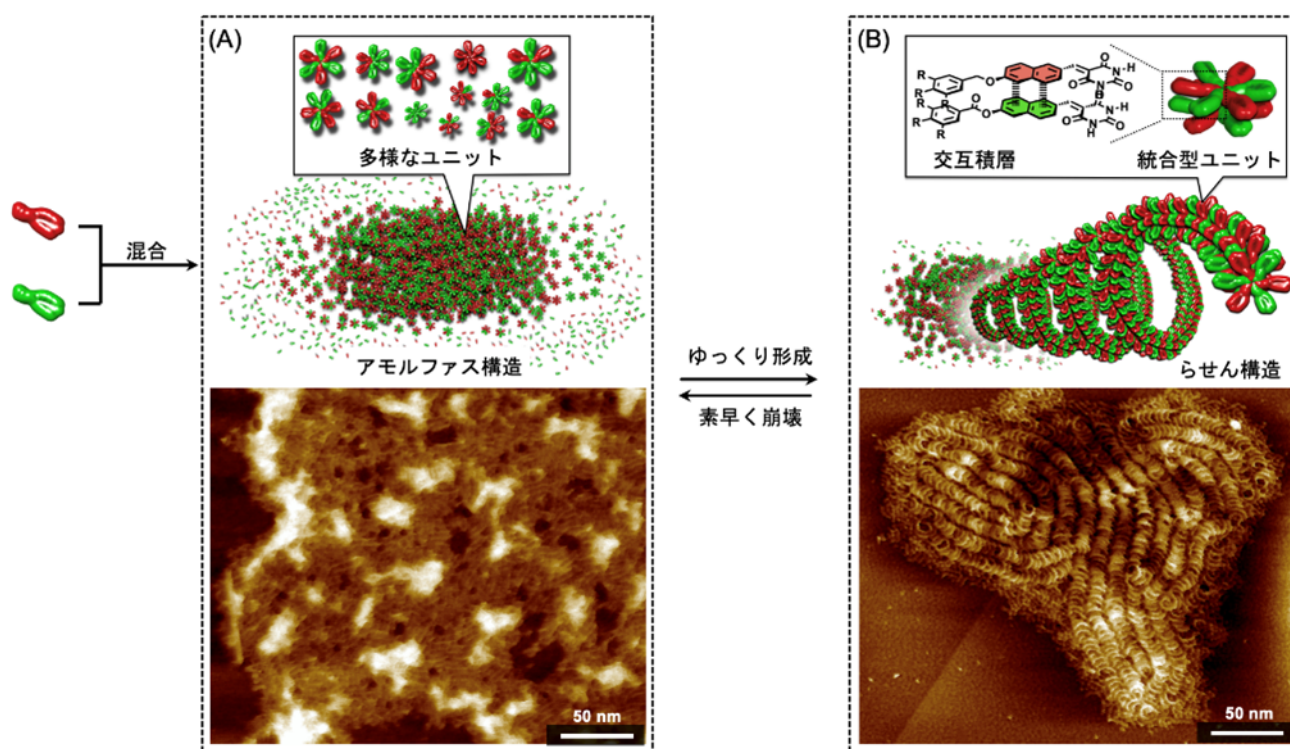 (A)
多様なユニット
混合
アモルファス構造
50 nm
ゆっくり形成
素早く崩壊
(B)
R
R
R
R
R
R
O
O
O
O
O
N-H
N
H
O
O
O
N-H
N
H
O
交互積層
統合型ユニット
らせん構造
50 nm